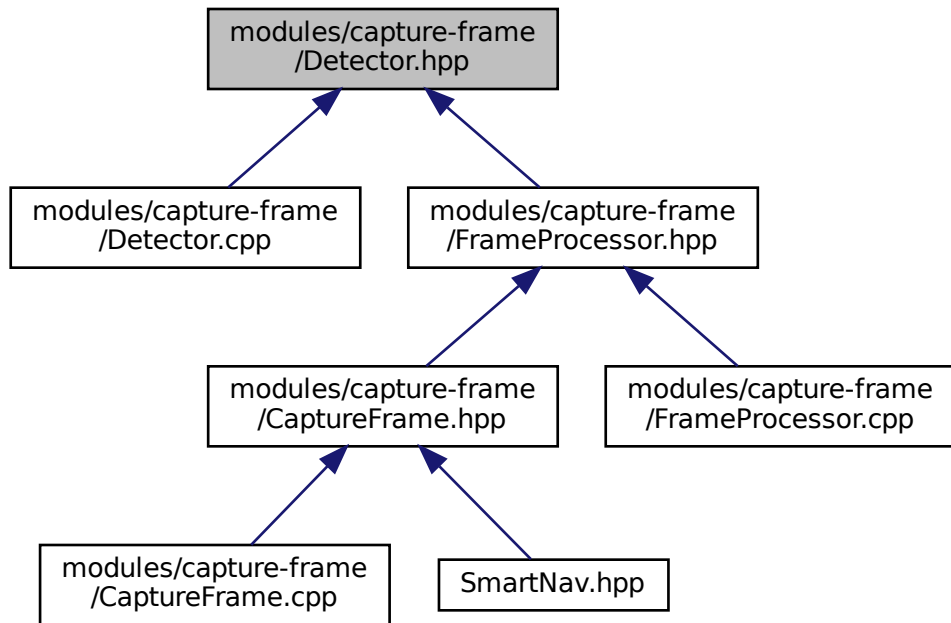 modules/capture-frame
/Detector.hpp
modules/capture-frame
/Detector.cpp
modules/capture-frame
/FrameProcessor.hpp
modules/capture-frame
/CaptureFrame.hpp
modules/capture-frame
/FrameProcessor.cpp
modules/capture-frame
/CaptureFrame.cpp
SmartNav.hpp